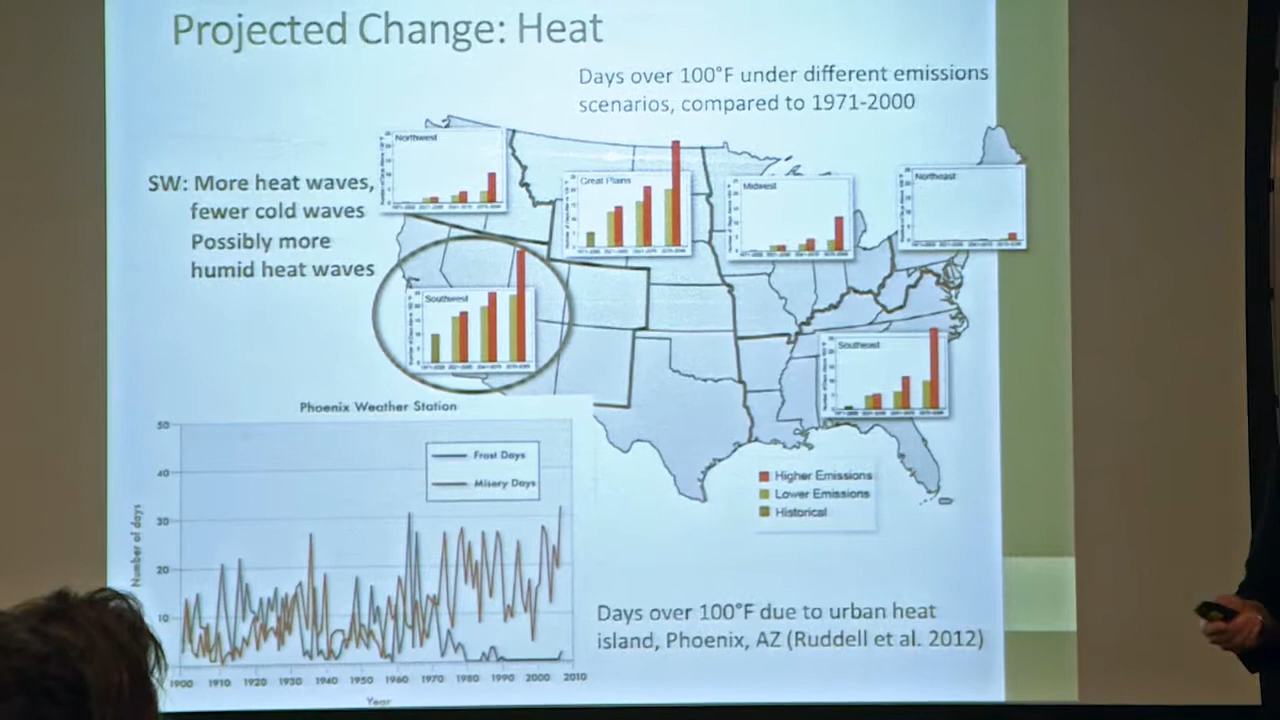 Projected Change: Heat
Days over 100°F under different emissions
scenarios, compared to 1971-2000
SW: More heat waves,
fewer cold waves
Possibly more
humid heat waves
Northwest
Great Plains
Midwest
Northeast
Southwest
Southeast
Higher Emissions
Lower Emissions
Historical
Phoenix Weather Station
Frost Days
Misery Days
Number of days
50
40
30
20
10
1900 1910 1920 1930 1940 1950 1960 1970 1980 1990 2000 2010
Year
Days over 100°F due to urban heat
island, Phoenix, AZ (Ruddell et al. 2012)